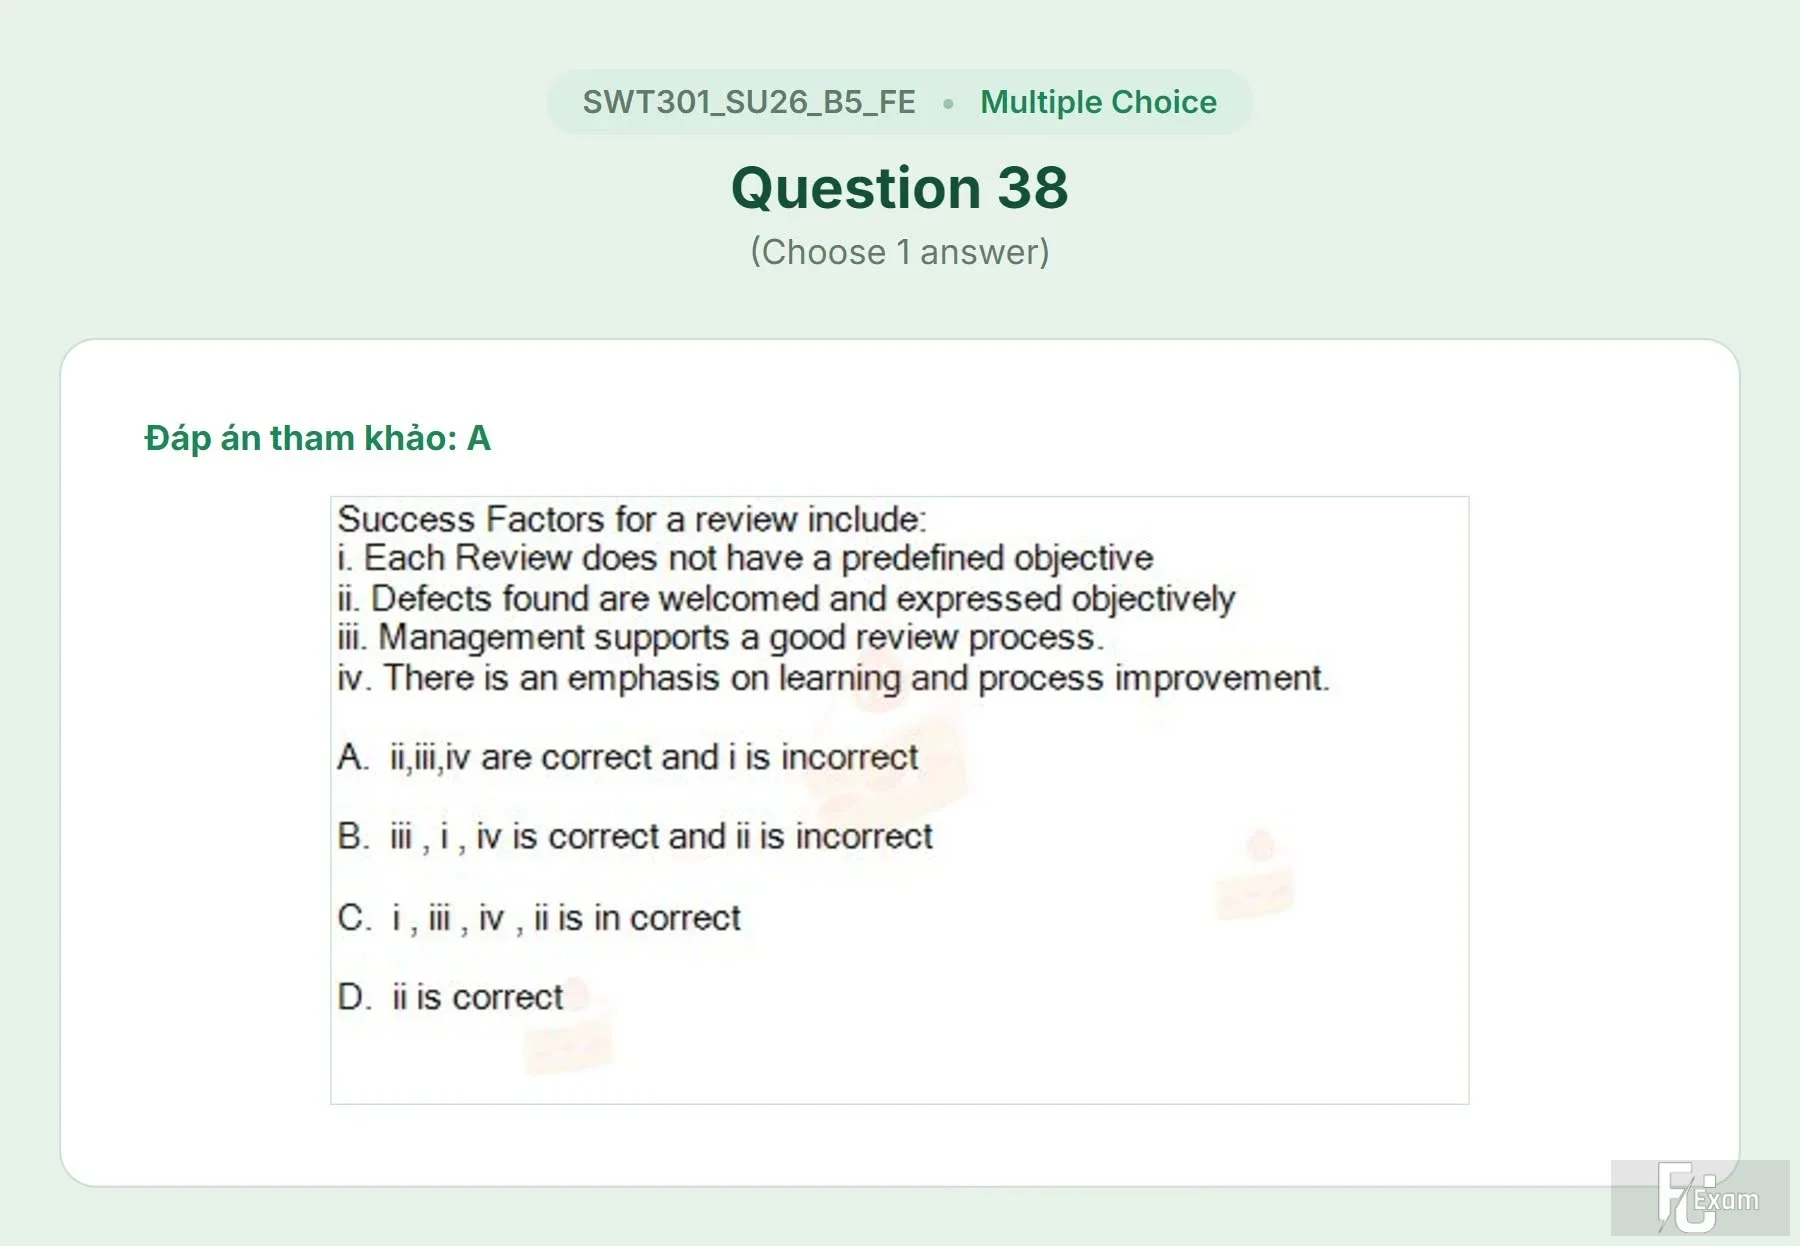 SWT301_SU26_B5_FE • Multiple Choice
Question 38
(Choose 1 answer)
Đáp án tham khảo: A
Success Factors for a review include:
i. Each Review does not have a predefined objective
ii. Defects found are welcomed and expressed objectively
iii. Management supports a good review process.
iv. There is an emphasis on learning and process improvement.
A. ii,iii,iv are correct and i is incorrect
B. iii , i , iv is correct and ii is incorrect
C. i , iii , iv , ii is in correct
D. ii is correct
FU Exam